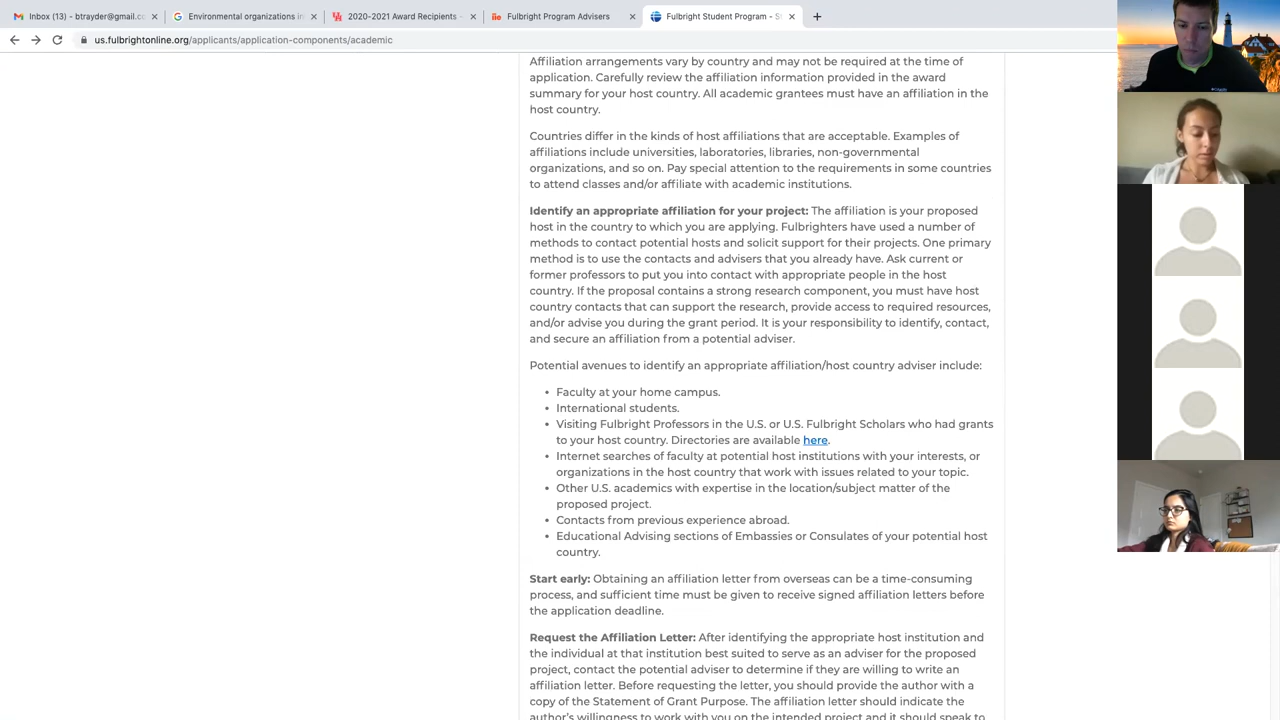 Inbox (13) - btrayder@gmail.co
Environmental organizations in
2020-2021 Award Recipients -
Fulbright Program Advisers
Fulbright Student Program - S
us.fulbrightonline.org/applicants/application-components/academic
Affiliation arrangements vary by country and may not be required at the time of
application. Carefully review the affiliation information provided in the award
summary for your host country. All academic grantees must have an affiliation in the
host country.
Countries differ in the kinds of host affiliations that are acceptable. Examples of
affiliations include universities, laboratories, libraries, non-governmental
organizations, and so on. Pay special attention to the requirements in some countries
to attend classes and/or affiliate with academic institutions.
Identify an appropriate affiliation for your project: The affiliation is your proposed
host in the country to which you are applying. Fulbrighters have used a number of
methods to contact potential hosts and solicit support for their projects. One primary
method is to use the contacts and advisers that you already have. Ask current or
former professors to put you into contact with appropriate people in the host
country. If the proposal contains a strong research component, you must have host
country contacts that can support the research, provide access to required resources,
and/or advise you during the grant period. It is your responsibility to identify, contact,
and secure an affiliation from a potential adviser.
Potential avenues to identify an appropriate affiliation/host country adviser include:
• Faculty at your home campus.
• International students.
• Visiting Fulbright Professors in the U.S. or U.S. Fulbright Scholars who had grants
to your host country. Directories are available here.
• Internet searches of faculty at potential host institutions with your interests, or
organizations in the host country that work with issues related to your topic.
• Other U.S. academics with expertise in the location/subject matter of the
proposed project.
• Contacts from previous experience abroad.
• Educational Advising sections of Embassies or Consulates of your potential host
country.
Start early: Obtaining an affiliation letter from overseas can be a time-consuming
process, and sufficient time must be given to receive signed affiliation letters before
the application deadline.
Request the Affiliation Letter: After identifying the appropriate host institution and
the individual at that institution best suited to serve as an adviser for the proposed
project, contact the potential adviser to determine if they are willing to write an
affiliation letter. Before requesting the letter, you should provide the author with a
copy of the Statement of Grant Purpose. The affiliation letter should indicate the
author's willingness to work with you on the intended project and it should speak to